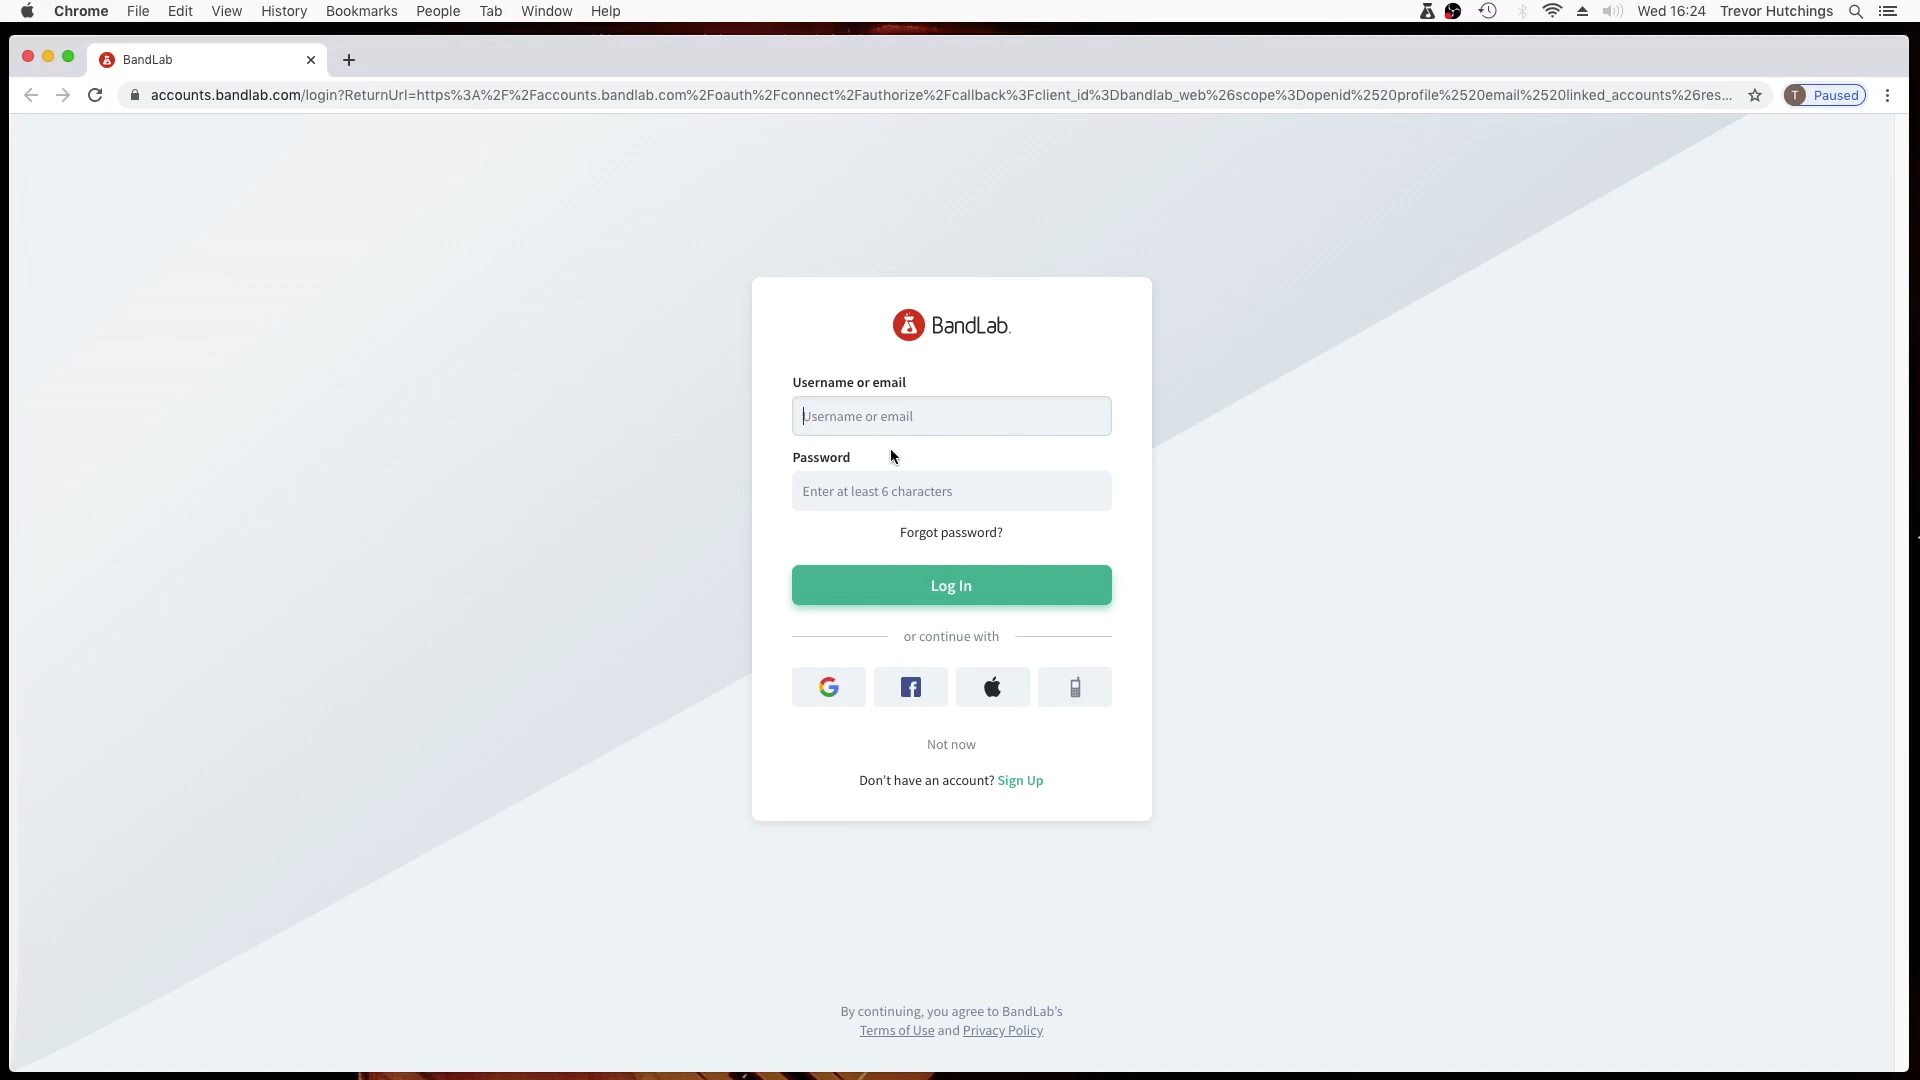 Chrome File Edit View History Bookmarks People Tab Window Help Wed 16:24 Trevor Hutchings
BandLab
accounts.bandlab.com/login?ReturnUrl=https%3A%2F%2Faccounts.bandlab.com%2Foauth%2Fconnect%2Fauthorize%2Fcallback%3Fclient_id%3Dbandlab_web%26scope%3Dopenid%2520profile%2520email%2520linked_accounts%26res... T Paused
BandLab.
Username or email
Username or email
Password
Enter at least 6 characters
Forgot password?
Log In
or continue with
Not now
Don't have an account? Sign Up
By continuing, you agree to BandLab's
Terms of Use and Privacy Policy